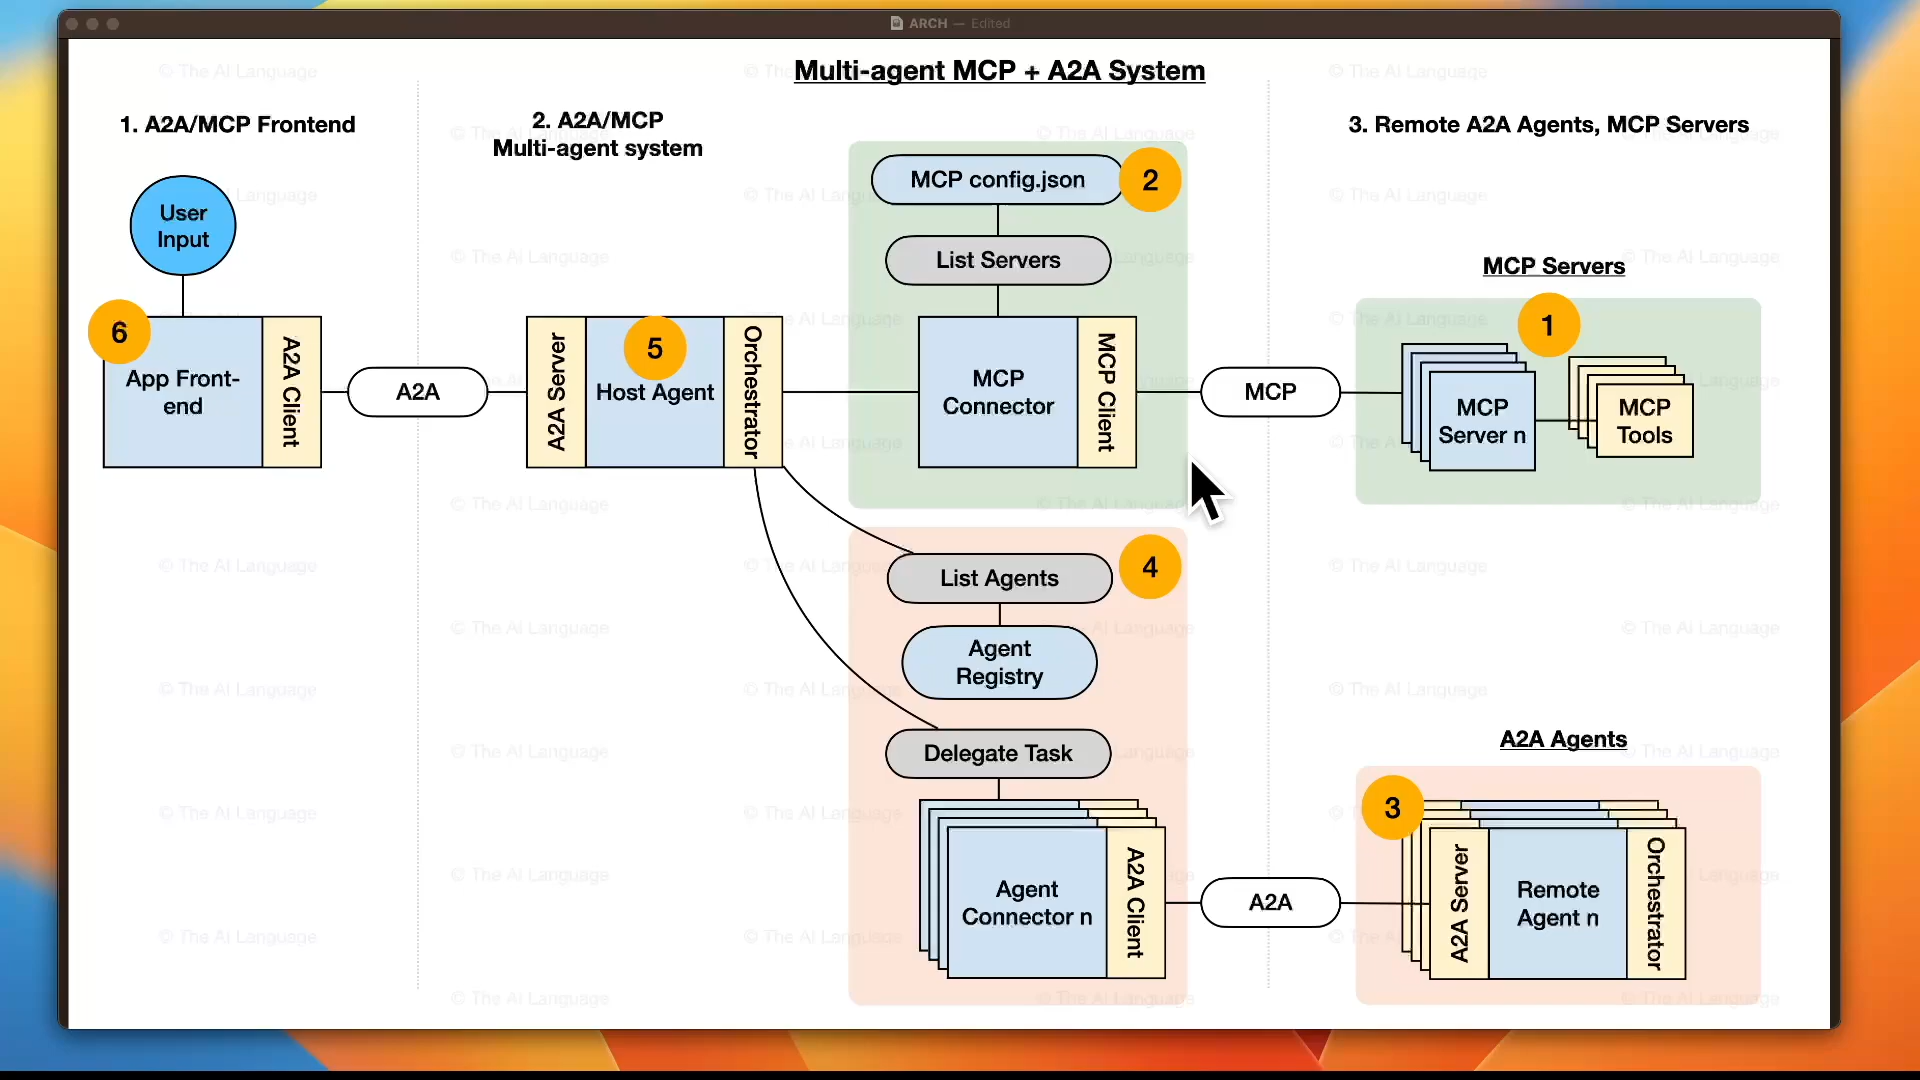 ARCH — Edited
Multi-agent MCP + A2A System
1. A2A/MCP Frontend
User
Input
6
App Front-
end
A2A Client
A2A
2. A2A/MCP
Multi-agent system
A2A Server
5
Host Agent
Orchestrator
MCP config.json
2
List Servers
MCP
Connector
MCP Client
MCP
List Agents
4
Agent
Registry
Delegate Task
Agent
Connector n
A2A Client
A2A
3. Remote A2A Agents, MCP Servers
MCP Servers
1
MCP
Server n
MCP
Tools
A2A Agents
3
A2A Server
Remote
Agent n
Orchestrator
© The AI Language